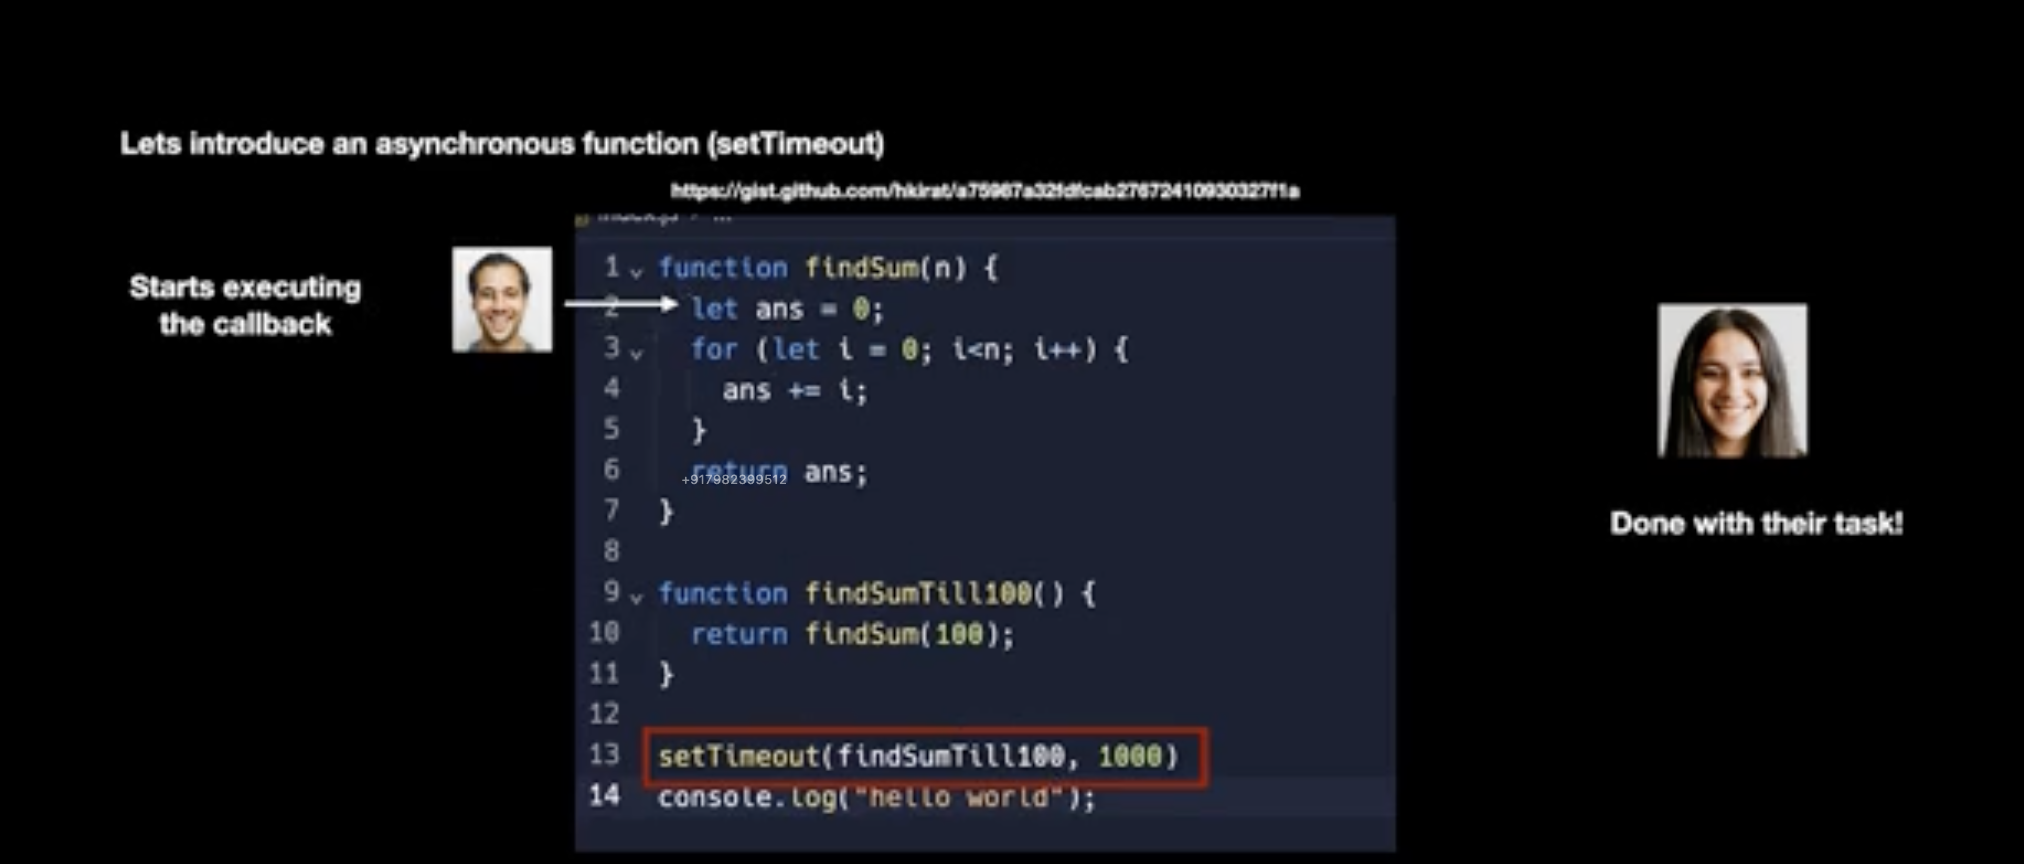 Lets introduce an asynchronous function (setTimeout)
https://gist.github.com/hkirat/a75987a32fdfcab27672410930327f1a
index.js › ...
Starts executing
the callback
1 function findSum(n) {
2 let ans = 0;
3 for (let i = 0; i<n; i++) {
4 ans += i;
5 }
6 return ans;
+917982399512
7 }
8
9 function findSumTill100() {
10 return findSum(100);
11 }
12
13 setTimeout(findSumTill100, 1000)
14 console.log("hello world");
Done with their task!